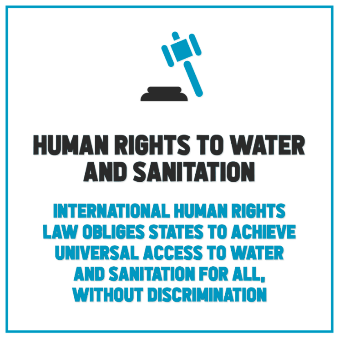 HUMAN RIGHTS TO WATER
AND SANITATION
INTERNATIONAL HUMAN RIGHTS
LAW OBLIGES STATES TO ACHIEVE
UNIVERSAL ACCESS TO WATER
AND SANITATION FOR ALL,
WITHOUT DISCRIMINATION